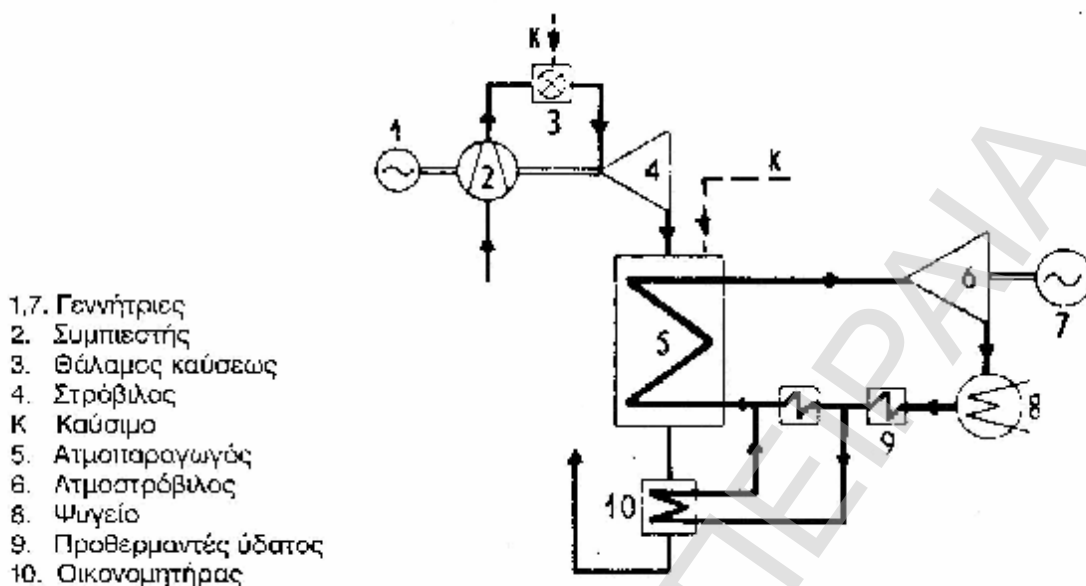 K
3
1
2
4
K
6
7
5
8
9
10
1,7. Γεννήτριες
2. Συμπιεστής
3. Θάλαμος καύσεως
4. Στρόβιλος
K Καύσιμο
5. Ατμοπαραγωγός
6. Ατμοστρόβιλος
8. Ψυγείο
9. Προθερμαντές ύδατος
10. Οικονομητήρας
ΠΕΙΡΑΙΑ